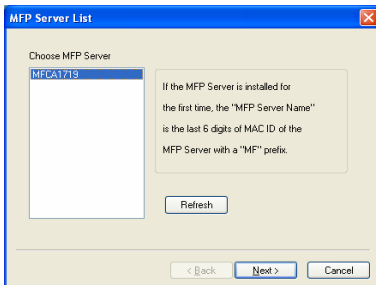 MFP Server List
Choose MFP Server
MFCA1719
If the MFP Server is installed for
the first time, the "MFP Server Name"
is the last 6 digits of MAC ID of the
MFP Server with a "MF" prefix.
Refresh
< Back
Next >
Cancel